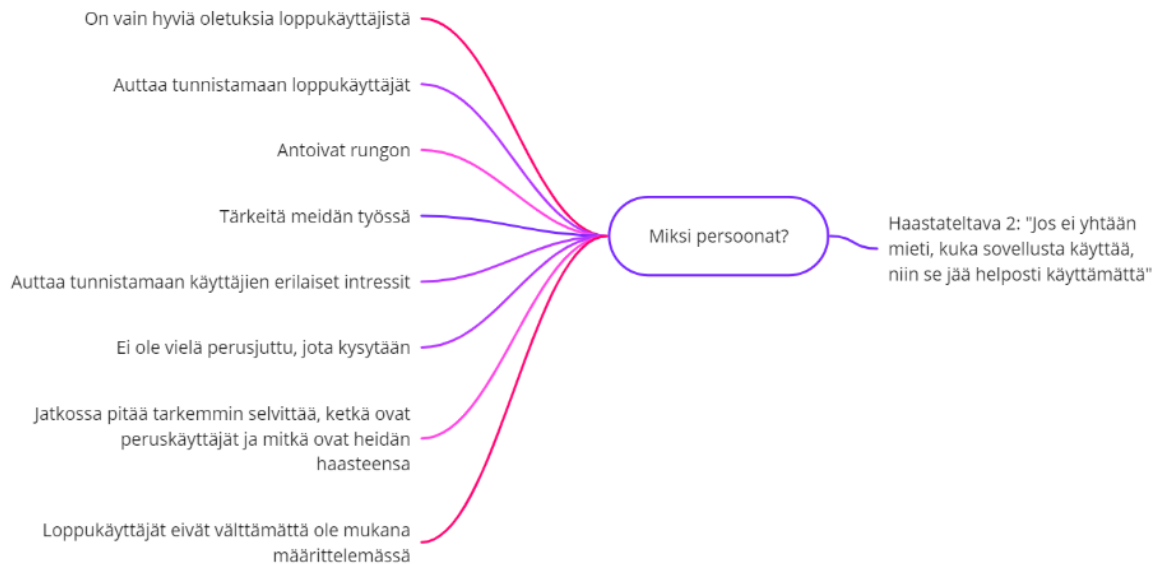 On vain hyviä oletuksia loppukäyttäjistä
Auttaa tunnistamaan loppukäyttäjät
Antoivat rungon
Tärkeitä meidän työssä
Auttaa tunnistamaan käyttäjien erilaiset intressit
Ei ole vielä perusjuttu, jota kysytään
Jatkossa pitää tarkemmin selvittää, ketkä ovat
peruskäyttäjät ja mitkä ovat heidän
haasteensa
Loppukäyttäjät eivät välttämättä ole mukana
määrittelemässä
Miksi persoonat?
Haastateltava 2: "Jos ei yhtään
mieti, kuka sovellusta käyttää,
niin se jää helposti käyttämättä"